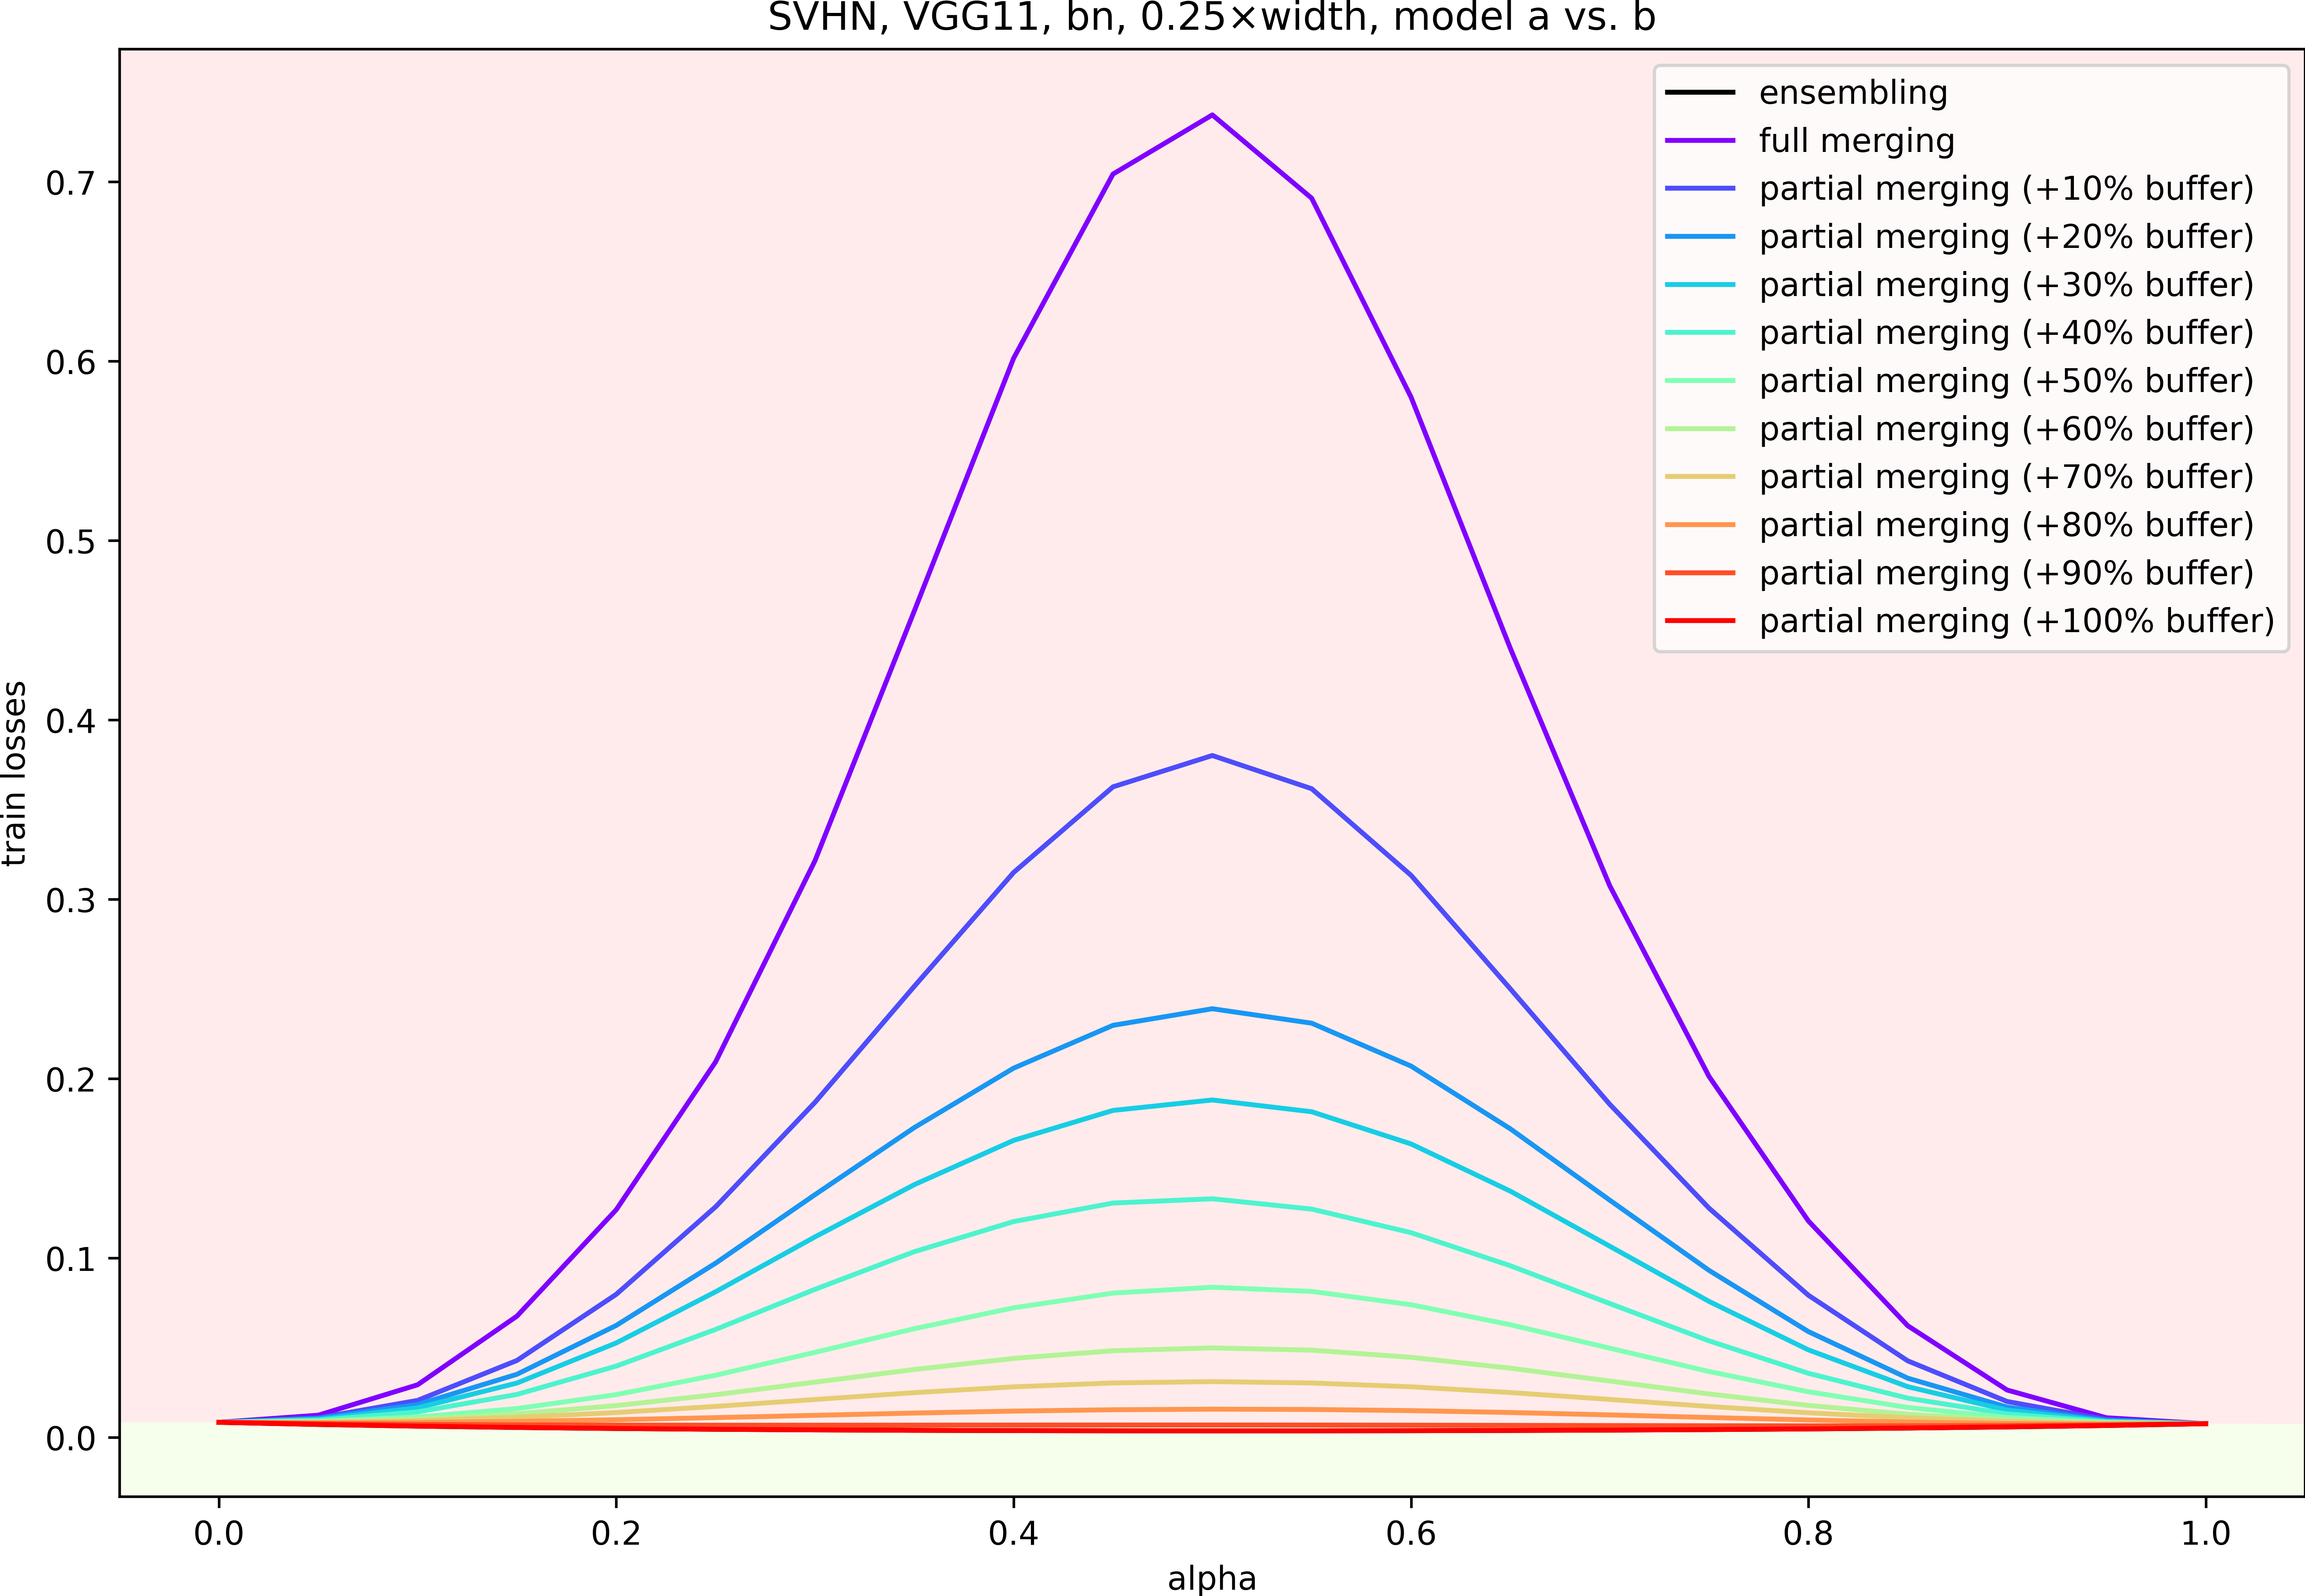 SVHN, VGG11, bn, 0.25×width, model a vs. b
ensembling
full merging
partial merging (+10% buffer)
partial merging (+20% buffer)
partial merging (+30% buffer)
partial merging (+40% buffer)
partial merging (+50% buffer)
partial merging (+60% buffer)
partial merging (+70% buffer)
partial merging (+80% buffer)
partial merging (+90% buffer)
partial merging (+100% buffer)
train losses
0.7
0.6
0.5
0.4
0.3
0.2
0.1
0.0
0.0 0.2 0.4 0.6 0.8 1.0
alpha